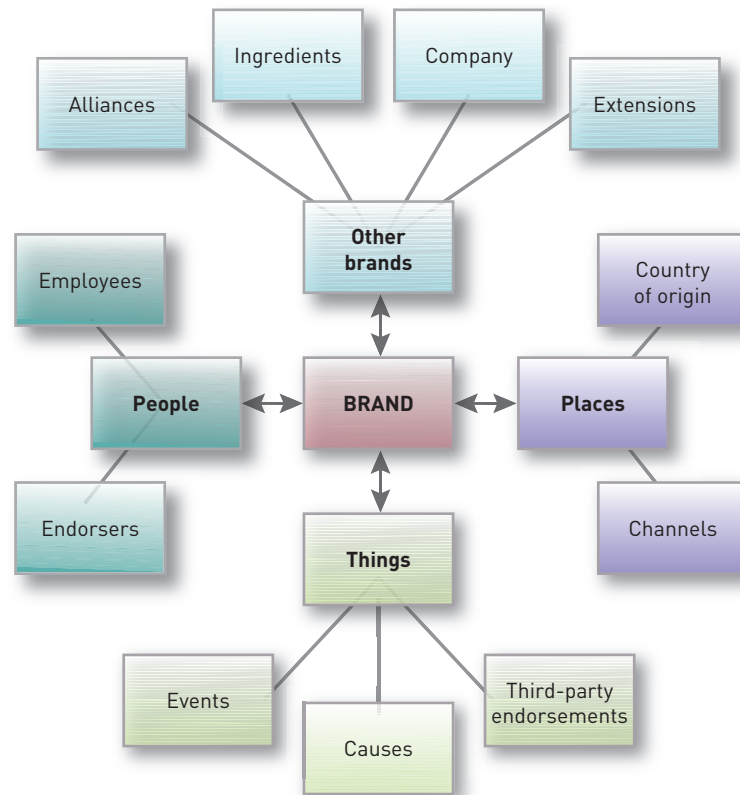 Ingredients
Company
Alliances
Extensions
Other
brands
Employees
Country
of origin
People
BRAND
Places
Endorsers
Channels
Things
Events
Third-party
endorsements
Causes